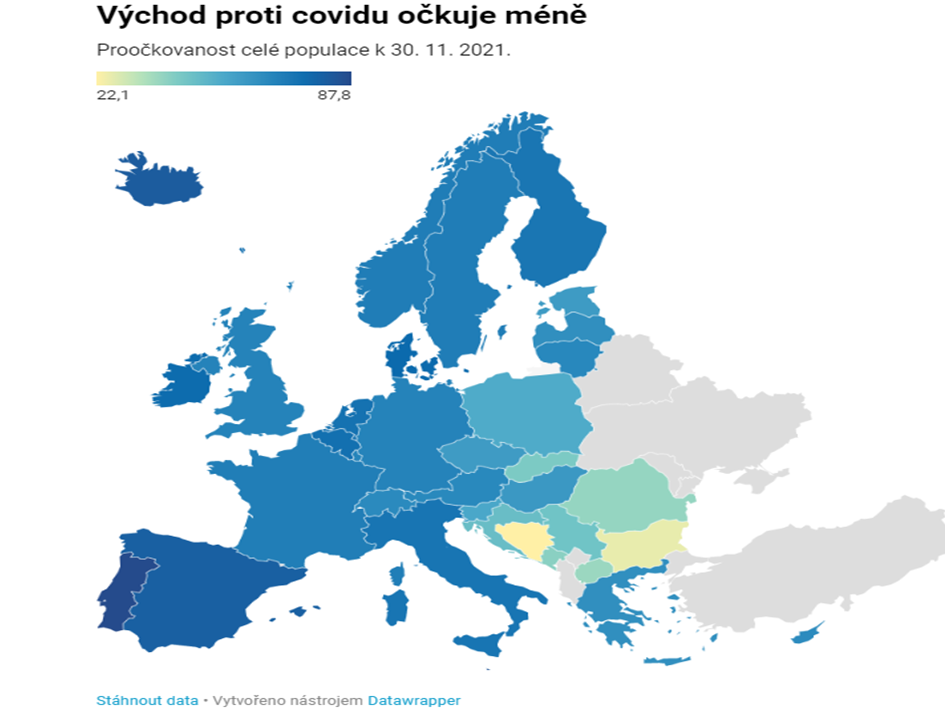 Východ proti covidu očkuje méně
Proočkovanost celé populace k 30. 11. 2021.
22,1 87,8
Stáhnout data • Vytvořeno nástrojem Datawrapper